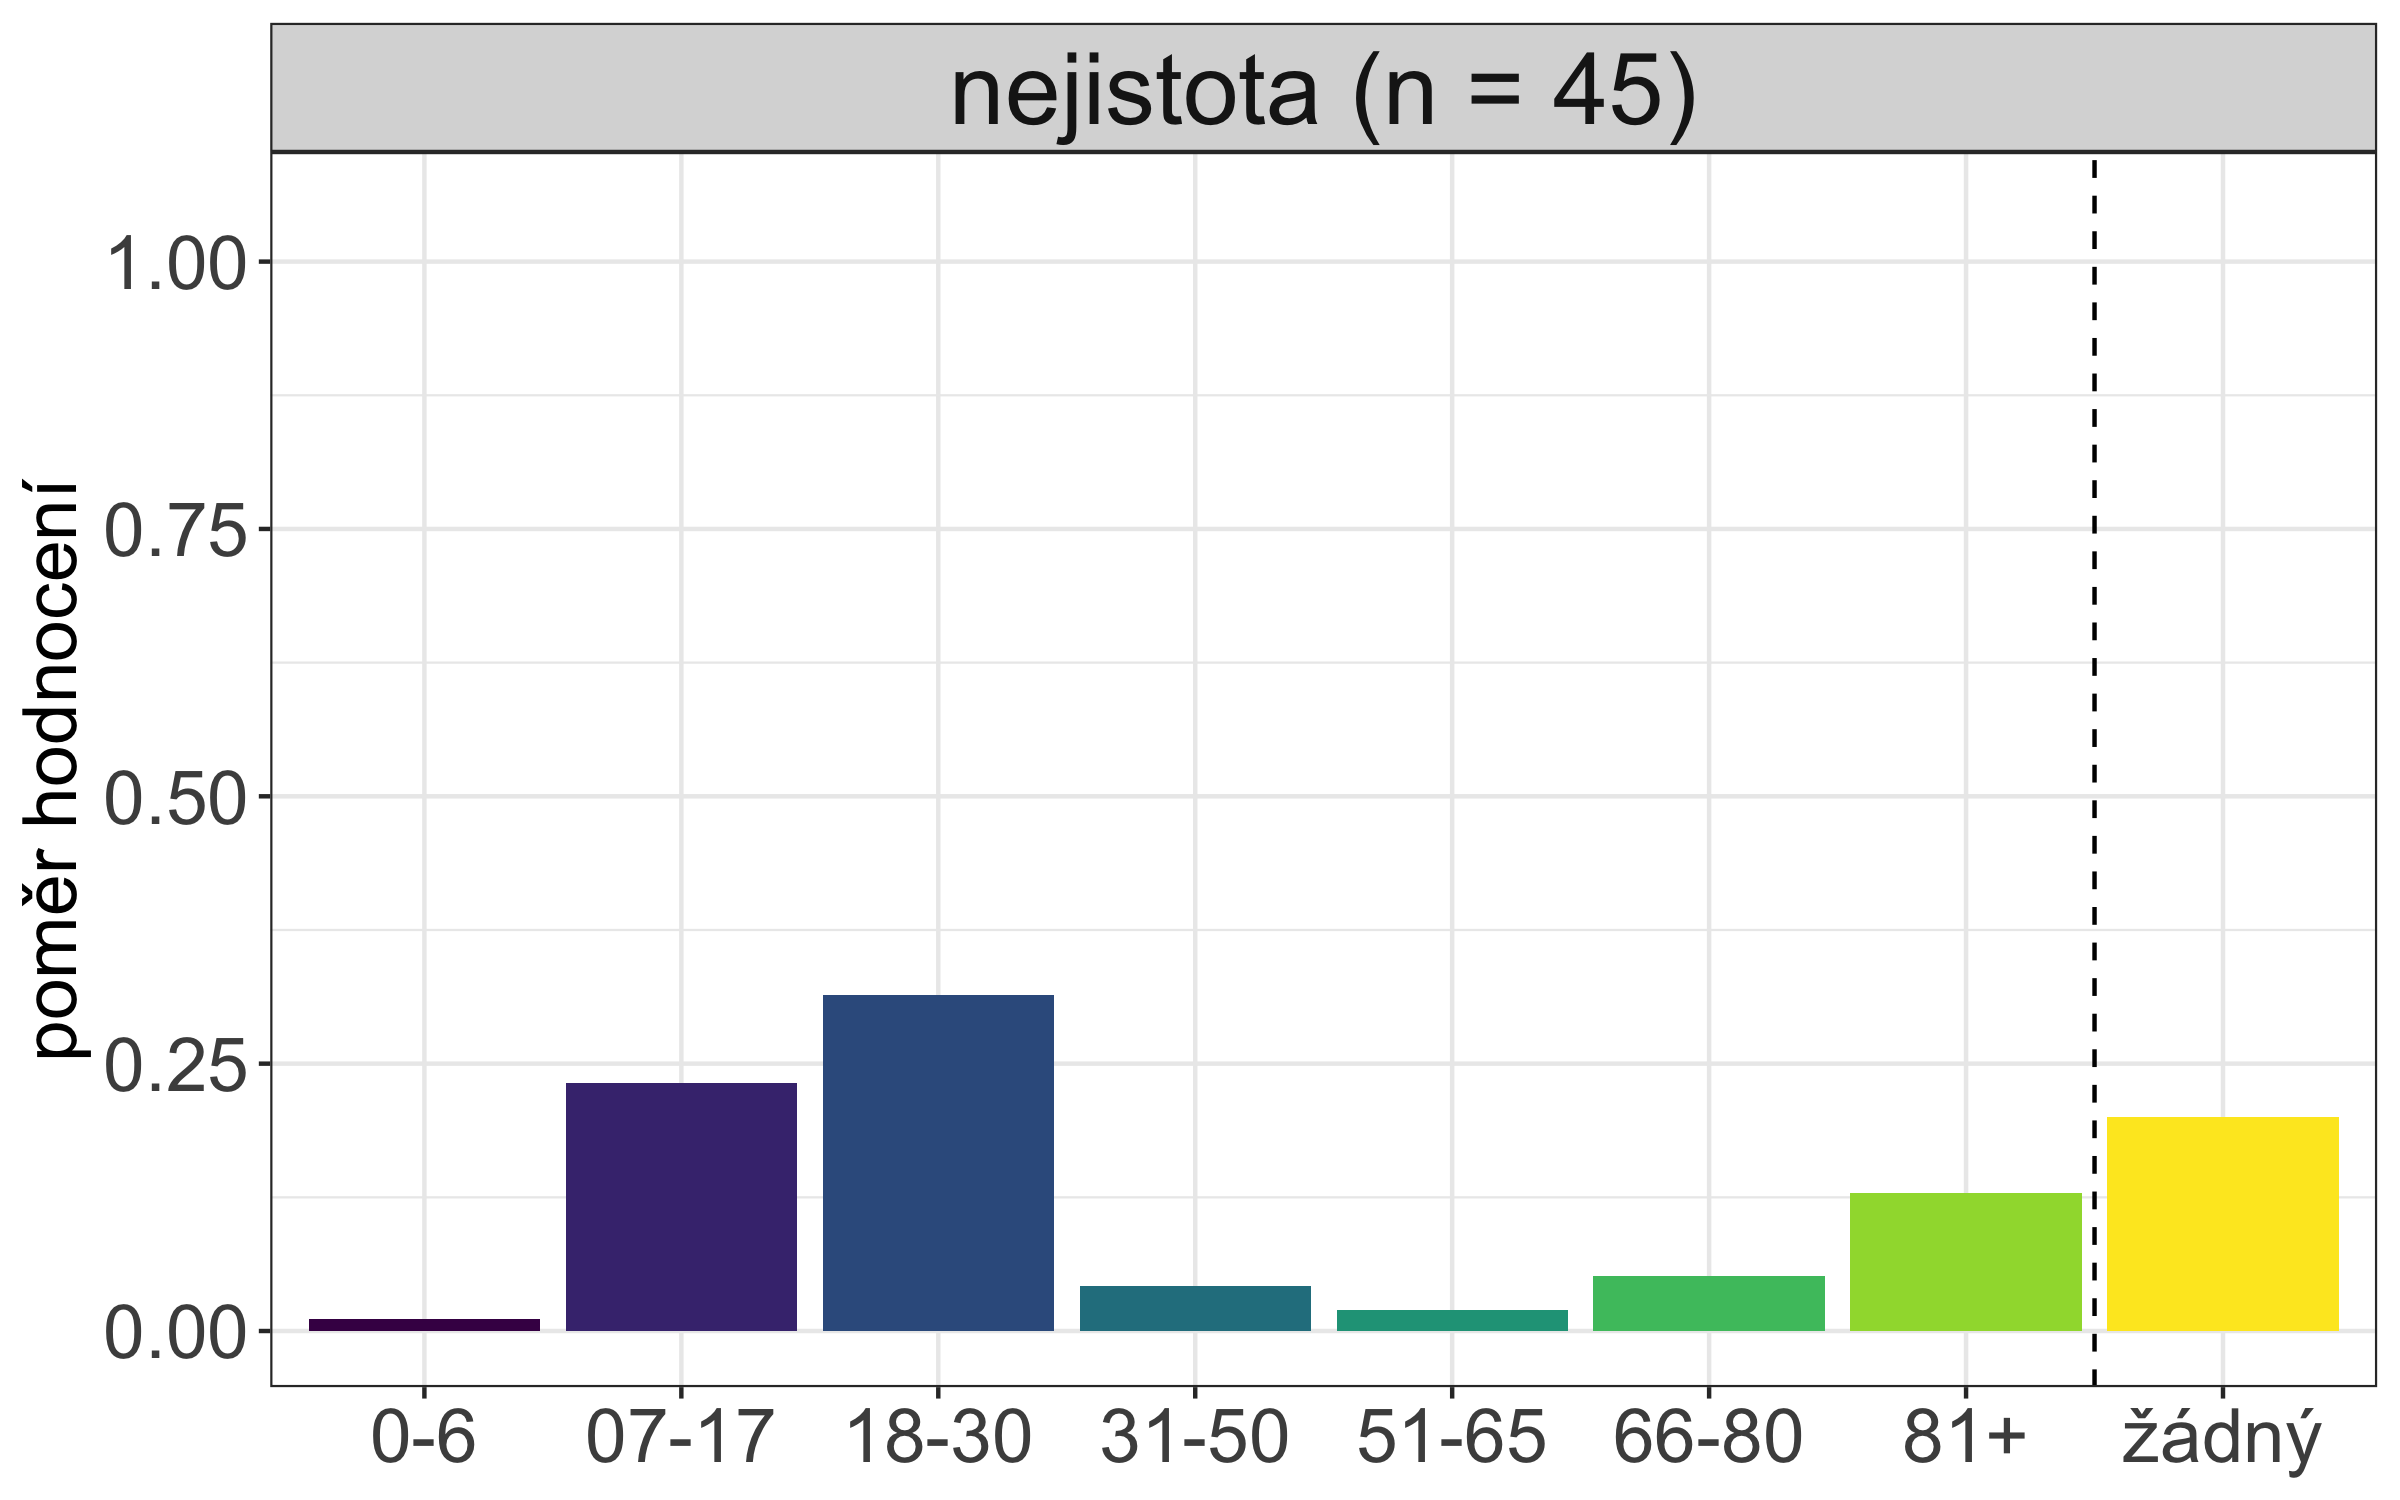 nejistota (n = 45)
poměr hodnocení
1.00
0.75
0.50
0.25
0.00
0-6 07-17 18-30 31-50 51-65 66-80 81+ žádný